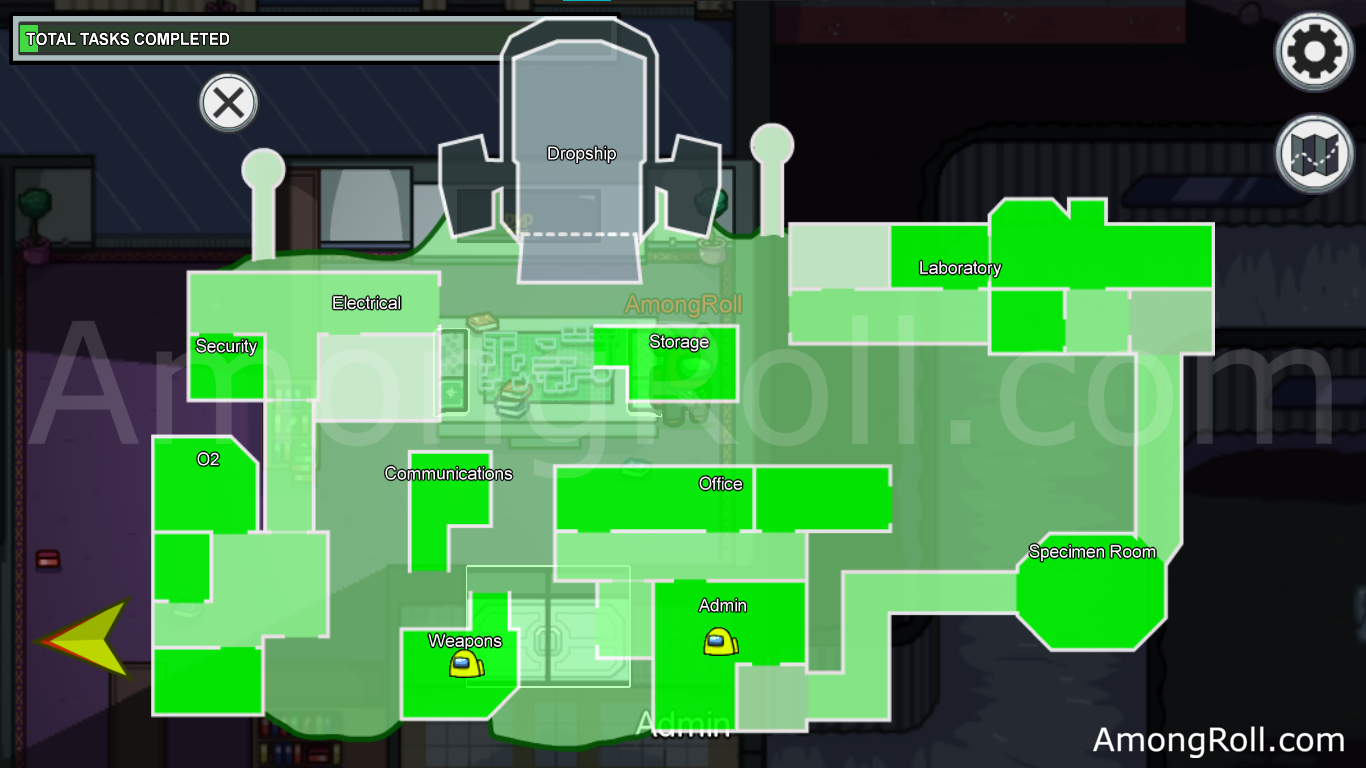 TOTAL TASKS COMPLETED
Dropship
Laboratory
Electrical
AmongRoll
Storage
Security
AmongRoll.com
O2
Communications
Office
Specimen Room
Admin
Weapons
Admin
AmongRoll.com